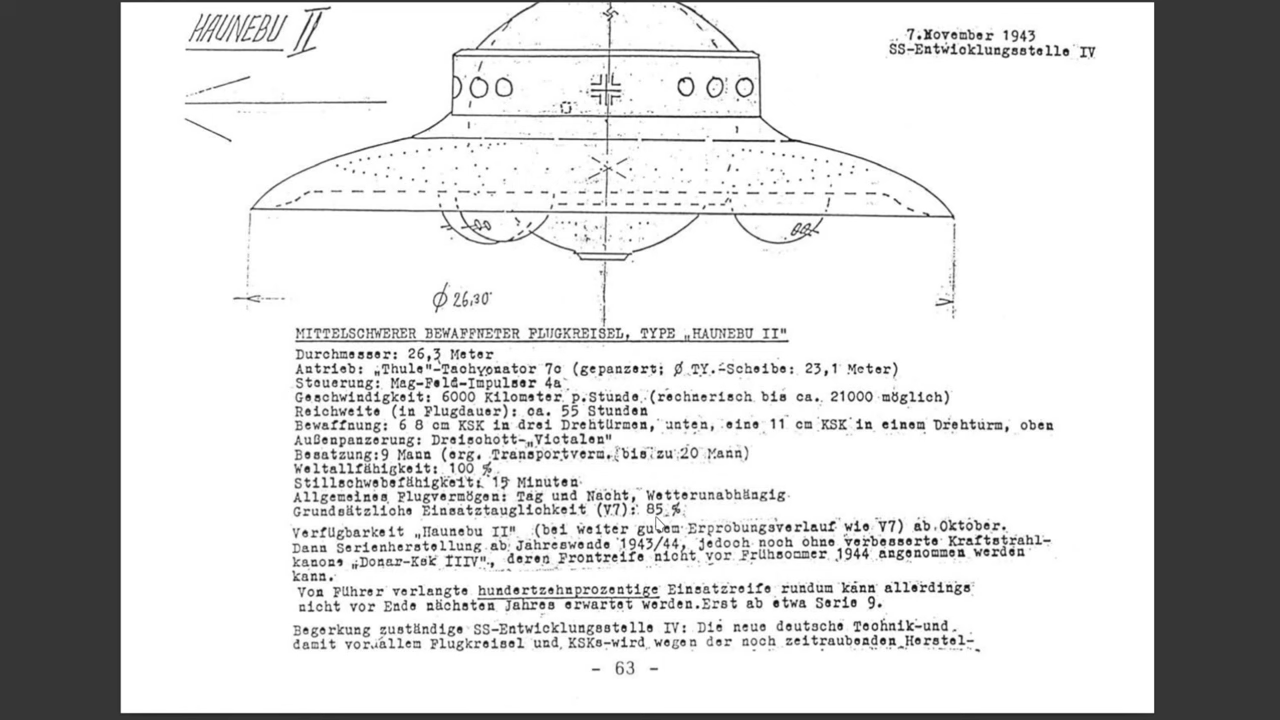 HAUNEBU II
7.November 1943
SS-Entwicklungsstelle IV
Ø 26,30
MITTELSCHWERER BEWAFFNETER FLUGKREISEL, TYPE „HAUNEBU II"
Durchmesser: 26,3 Meter
Antrieb: „Thule"-Tachyonator 7c (gepanzert; Ø TY.-Scheibe: 23,1 Meter)
Steuerung: Mag-Feld-Impulser 4a
Geschwindigkeit: 6000 Kilometer p.Stunde (rechnerisch bis ca. 21000 möglich)
Reichweite (in Flugdauer): ca. 55 Stunden
Bewaffnung: 6 8 cm KSK in drei Drehtürmen, unten, eine 11 cm KSK in einem Drehturm, oben
Außenpanzerung: Dreischott-„Victalen"
Besatzung:9 Mann (erg. Transportverm. bis zu 20 Mann)
Weltallfähigkeit: 100 %
Stillschwebefähigkeit: 15 Minuten
Allgemeines Flugvermögen: Tag und Nacht, Wetterunabhängig
Grundsätzliche Einsatztauglichkeit (V7): 85 %
Verfügbarkeit „Haunebu II" (bei weiter gutem Erprobungsverlauf wie V7) ab Oktober.
Dann Serienherstellung ab Jahreswende 1943/44, jedoch noch ohne verbesserte Kraftstrahl-
kanone „Donar-Ksk IIIV", deren Frontreife nicht vor Frühsommer 1944 angenommen werden
kann.
Von Führer verlangte hundertzehnprozentige Einsatzreife rundum kann allerdings
nicht vor Ende nächsten Jahres erwartet werden.Erst ab etwa Serie 9.
Begerkung zuständige SS-Entwicklungsstelle IV: Die neue deutsche Technik-und
damit vor allem Flugkreisel und KSKs-wird wegen der noch zeitraubenden Herstel-
- 63 -